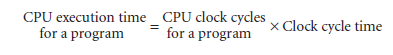 CPU execution time = CPU clock cycles × Clock cycle time
for a program for a program